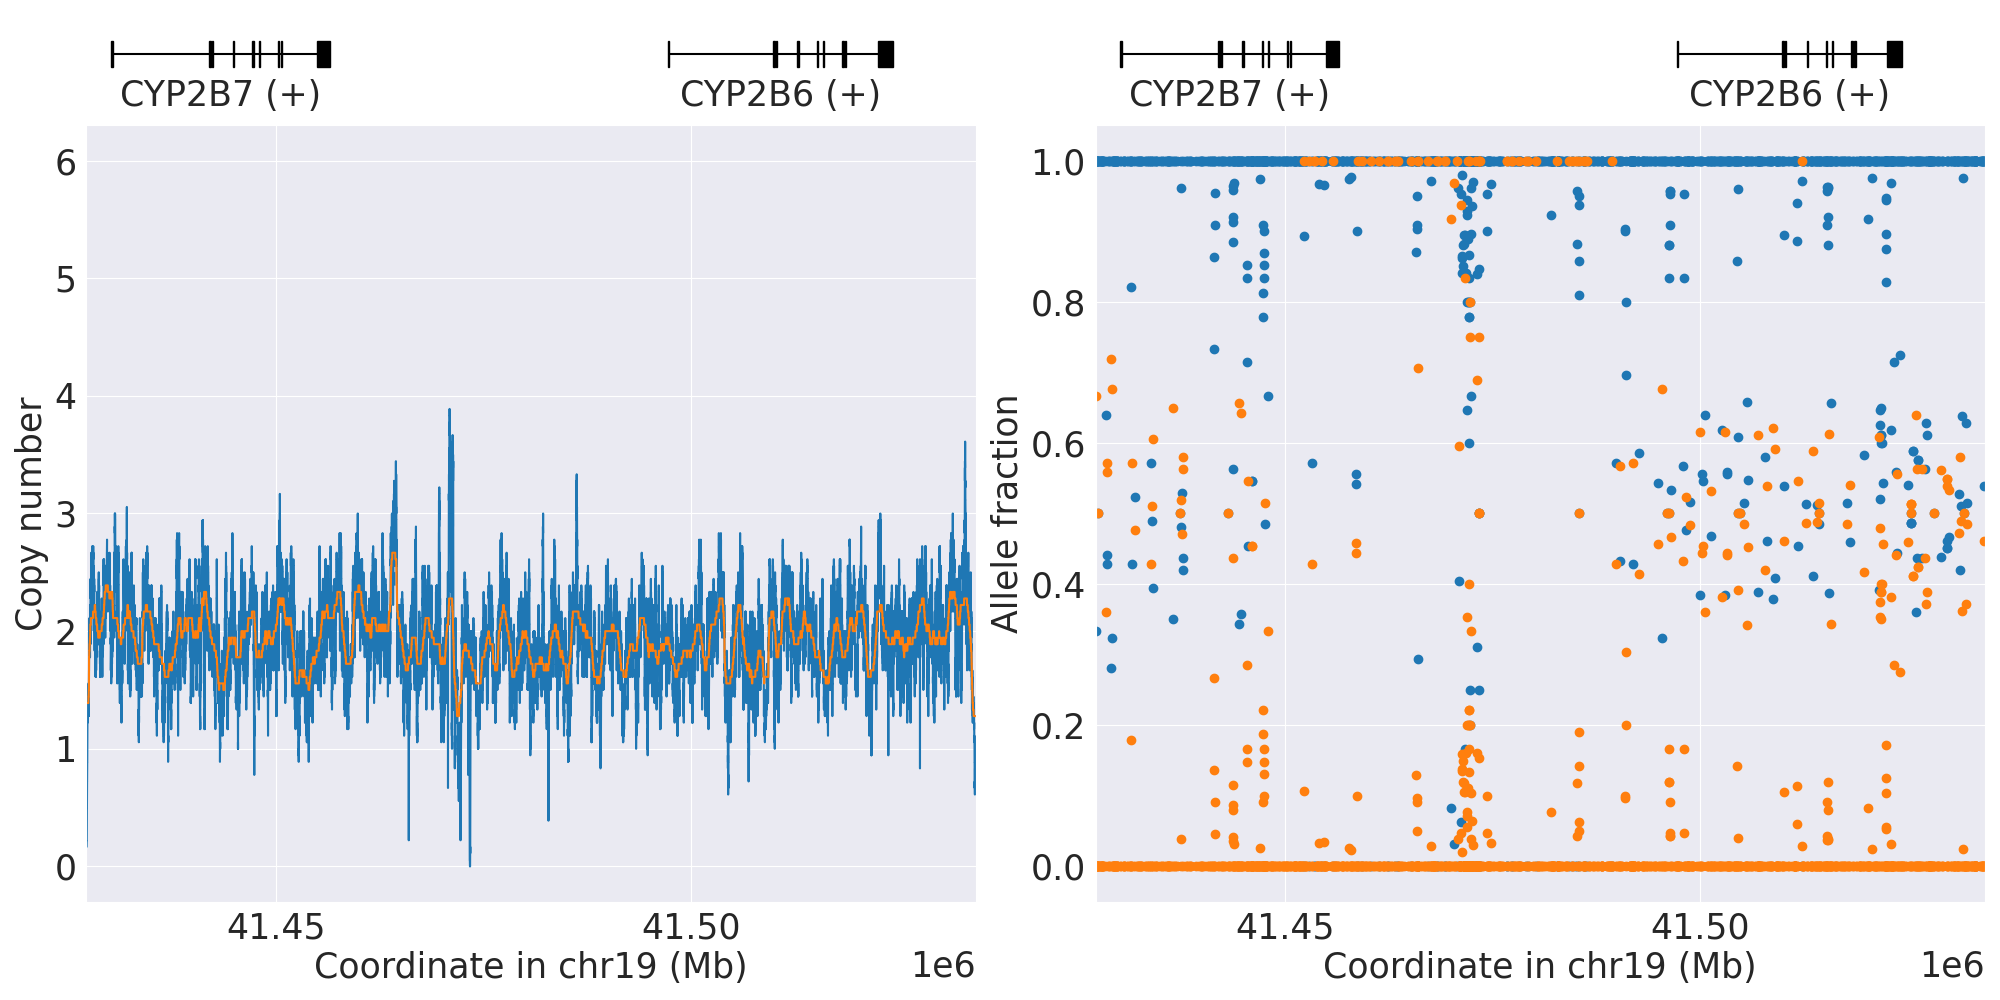 CYP2B7 (+)
CYP2B6 (+)
6
5
4
3
2
1
0
Copy number
41.45
41.50
Coordinate in chr19 (Mb)
1e6
CYP2B7 (+)
CYP2B6 (+)
1.0
0.8
0.6
0.4
0.2
0.0
Allele fraction
41.45
41.50
Coordinate in chr19 (Mb)
1e6